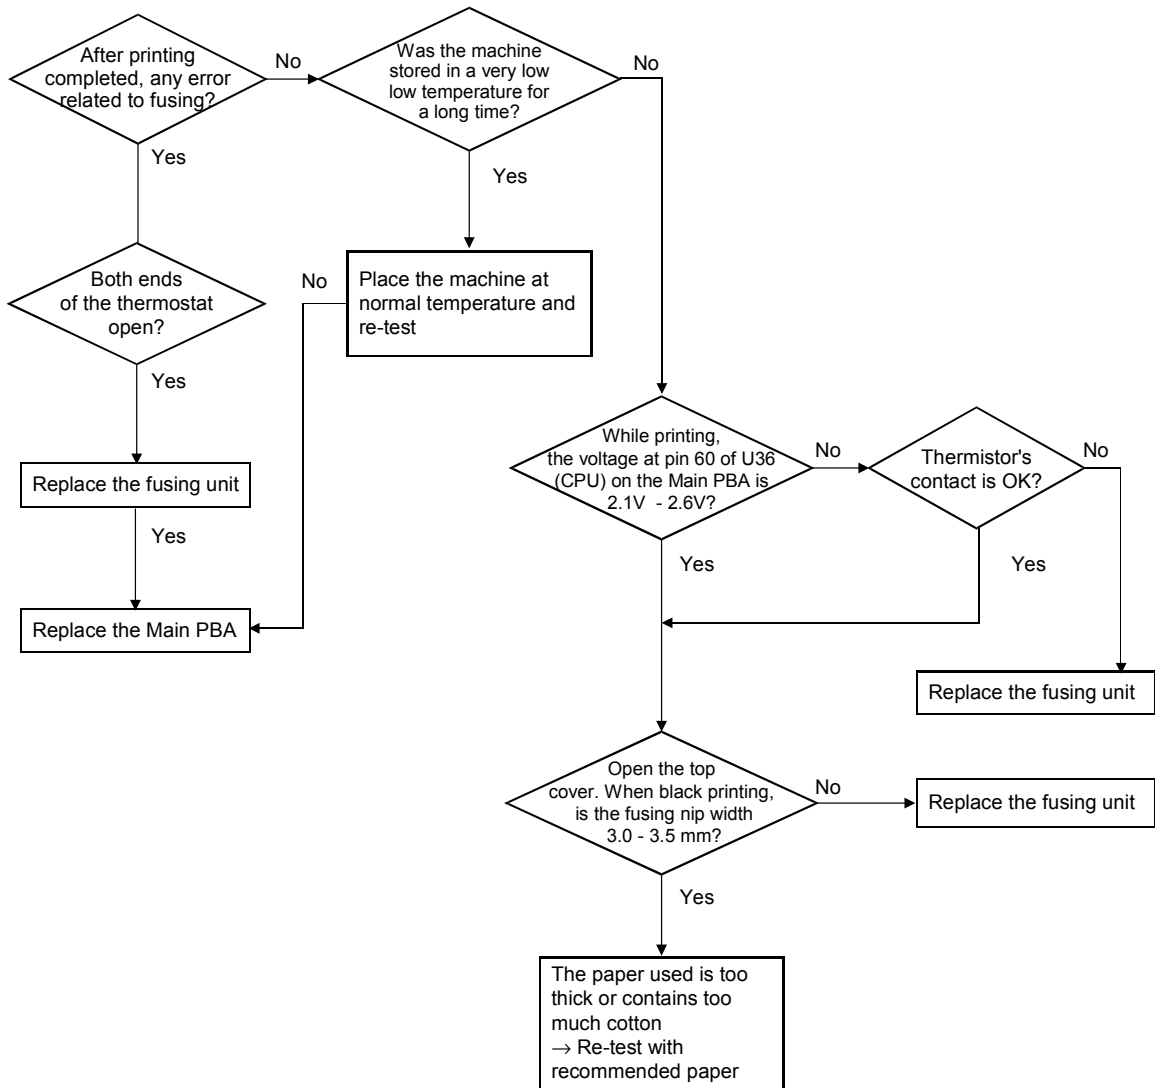 After printing
completed, any error
related to fusing?
No
Was the machine
stored in a very low
low temperature for
a long time?
No
Yes
Yes
Both ends
of the thermostat
open?
No
Place the machine at
normal temperature and
re-test
Yes
Replace the fusing unit
Yes
Replace the Main PBA
While printing,
the voltage at pin 60 of U36
(CPU) on the Main PBA is
2.1V - 2.6V?
No
Thermistor's
contact is OK?
No
Yes
Yes
Replace the fusing unit
Open the top
cover. When black printing,
is the fusing nip width
3.0 - 3.5 mm?
No
Replace the fusing unit
Yes
The paper used is too
thick or contains too
much cotton
→ Re-test with
recommended paper